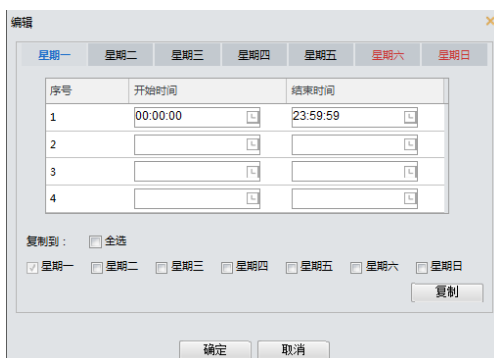 编辑
星期一 星期二 星期三 星期四 星期五 星期六 星期日
序号 开始时间 结束时间
1 00:00:00 23:59:59
2
3
4
复制到： 全选
星期一 星期二 星期三 星期四 星期五 星期六 星期日
复制
确定 取消